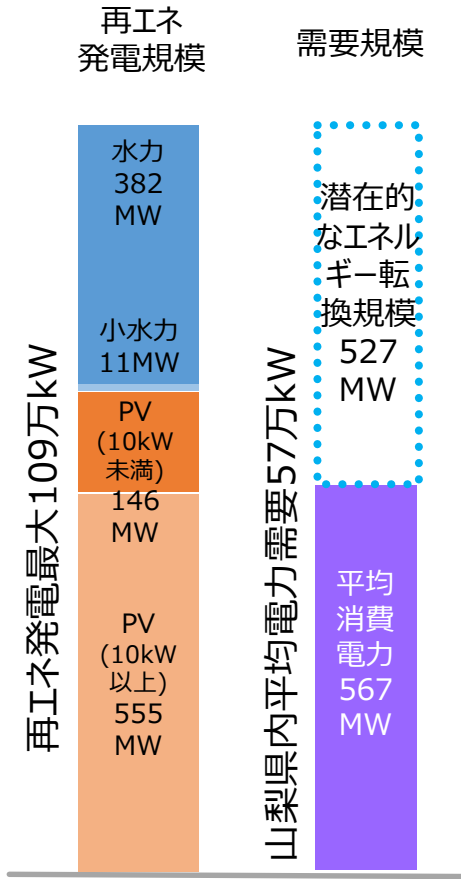 再エネ
発電規模
需要規模
再エネ発電最大109万kW
水力
382
MW
小水力
11MW
PV
(10kW
未満)
146
MW
PV
(10kW
以上)
555
MW
山梨県内平均電力需要57万kW
潜在的
なエネル
ギー転
換規模
527
MW
平均
消費
電力
567
MW